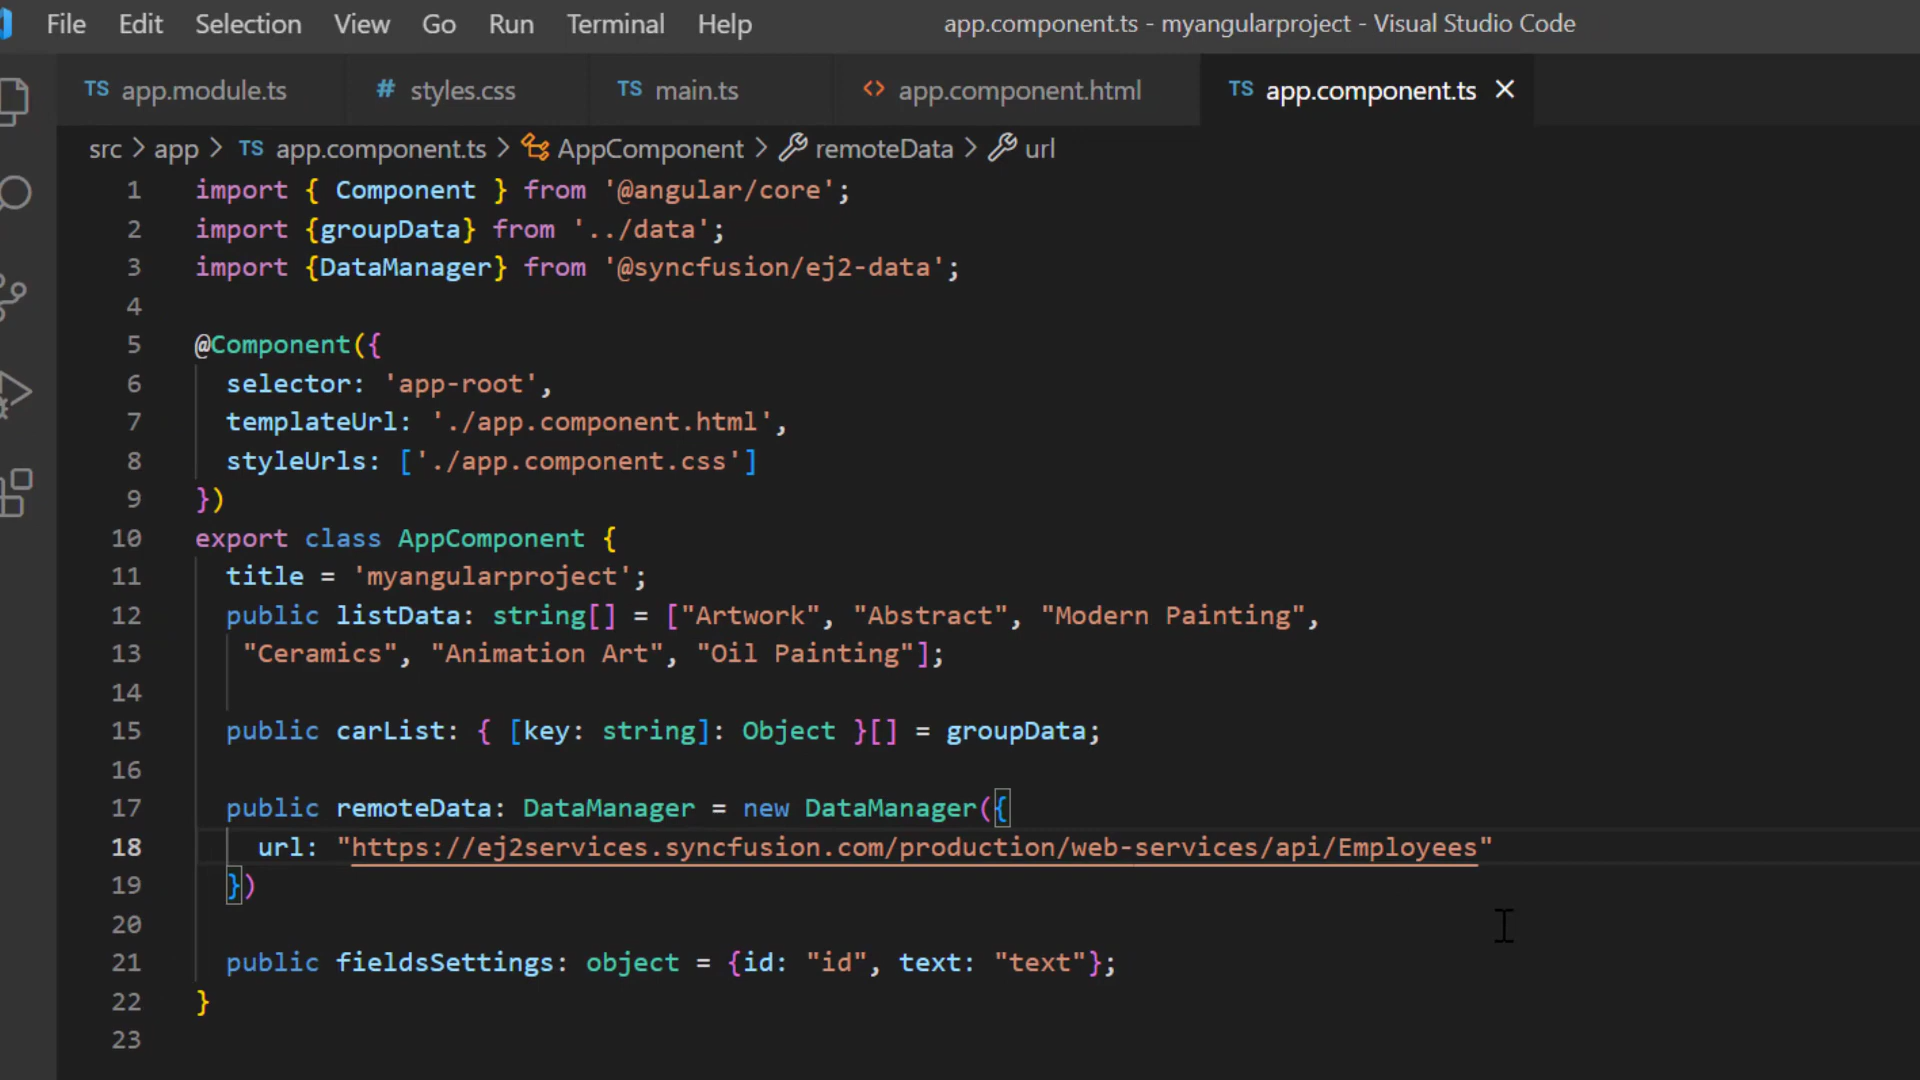 File Edit Selection View Go Run Terminal Help app.component.ts - myangularproject - Visual Studio Code
TS app.module.ts # styles.css TS main.ts <> app.component.html TS app.component.ts ×
src > app > TS app.component.ts > AppComponent > remoteData > url
1 import { Component } from '@angular/core';
2 import {groupData} from '../data';
3 import {DataManager} from '@syncfusion/ej2-data';
4
5 @Component({
6 selector: 'app-root',
7 templateUrl: './app.component.html',
8 styleUrls: ['./app.component.css']
9 })
10 export class AppComponent {
11 title = 'myangularproject';
12 public listData: string[] = ["Artwork", "Abstract", "Modern Painting",
13 "Ceramics", "Animation Art", "Oil Painting"];
14
15 public carList: { [key: string]: Object }[] = groupData;
16
17 public remoteData: DataManager = new DataManager({
18 url: "https://ej2services.syncfusion.com/production/web-services/api/Employees"
19 })
20
21 public fieldsSettings: object = {id: "id", text: "text"};
22 }
23